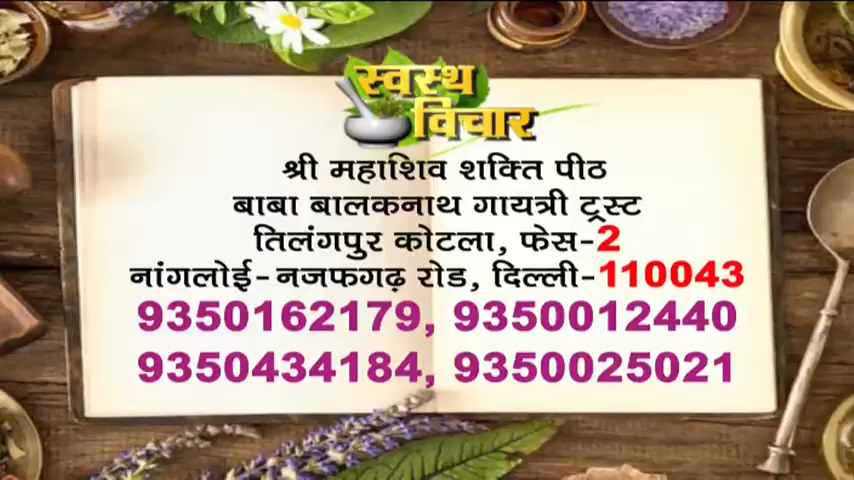 स्वस्थ
विचार
श्री महाशिव शक्ति पीठ
बाबा बालकनाथ गायत्री ट्रस्ट
तिलंगपुर कोटला, फेस-2
नांगलोई-नजफगढ़ रोड, दिल्ली-110043
9350162179, 9350012440
9350434184, 9350025021